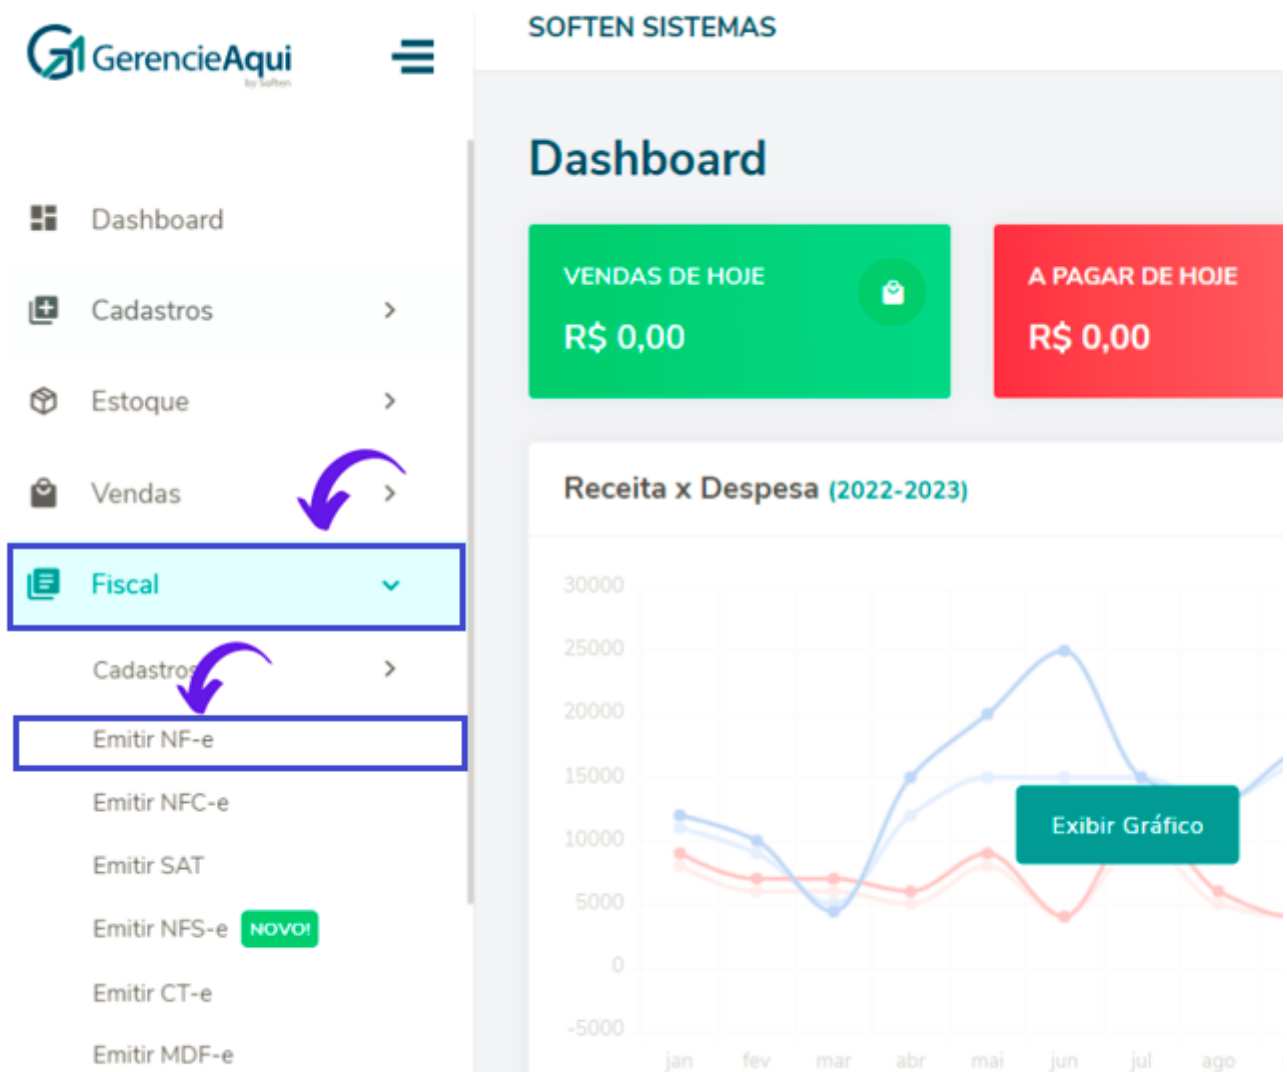 GerencieAqui
by Soften
Dashboard
Cadastros
Estoque
Vendas
Fiscal
Cadastros
Emitir NF-e
Emitir NFC-e
Emitir SAT
Emitir NFS-e NOVO!
Emitir CT-e
Emitir MDF-e
SOFTEN SISTEMAS
Dashboard
VENDAS DE HOJE
R$ 0,00
A PAGAR DE HOJE
R$ 0,00
Receita x Despesa (2022-2023)
30000
25000
20000
15000
10000
5000
0
-5000
Exibir Gráfico
jan fev mar abr mai jun jul ago